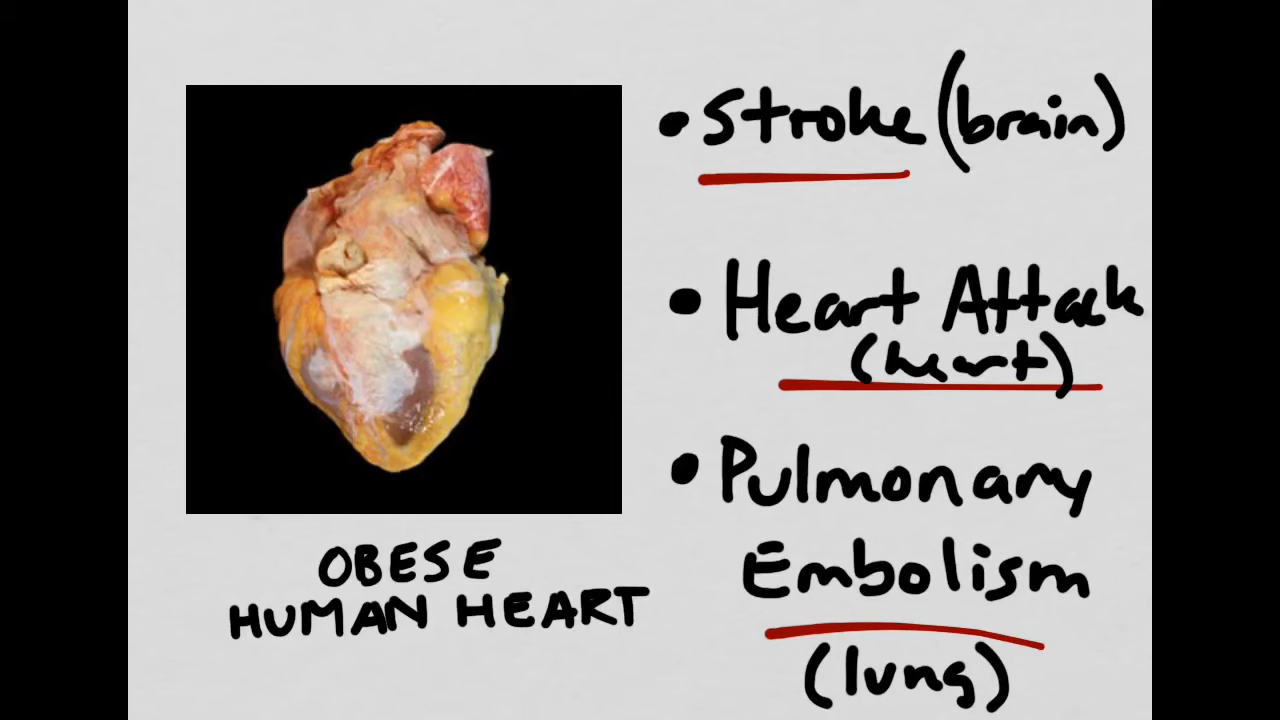 • Stroke (brain)
• Heart Attack
(heart)
• Pulmonary
Embolism
(lung)
OBESE
HUMAN HEART